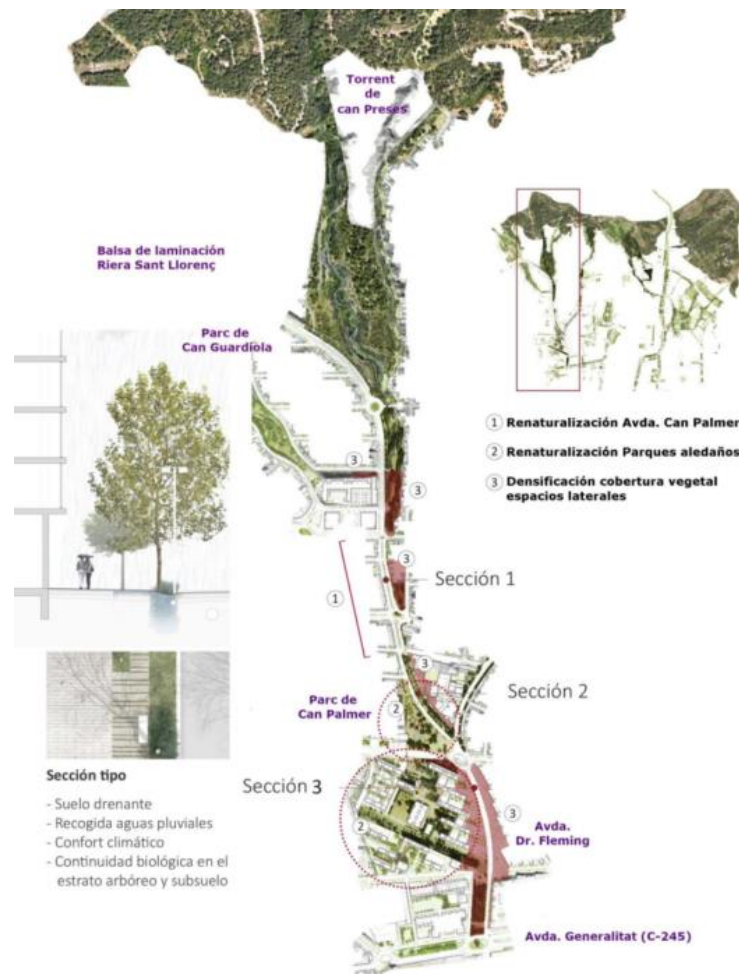 Torrent
de
can Preses
Balsa de laminación
Riera Sant Llorenç
Parc de
Can Guardiola
1 Renaturalización Avda. Can Palmer
2 Renaturalización Parques aledaños
3 Densificación cobertura vegetal
espacios laterales
3
3
3
Sección 1
1
3
Sección 2
Parc de
Can Palmer
2
Sección tipo
- Suelo drenante
- Recogida aguas pluviales
- Confort climático
- Continuidad biológica en el
estrato arbóreo y subsuelo
Sección 3
2
3
Avda.
Dr. Fleming
Avda. Generalitat (C-245)